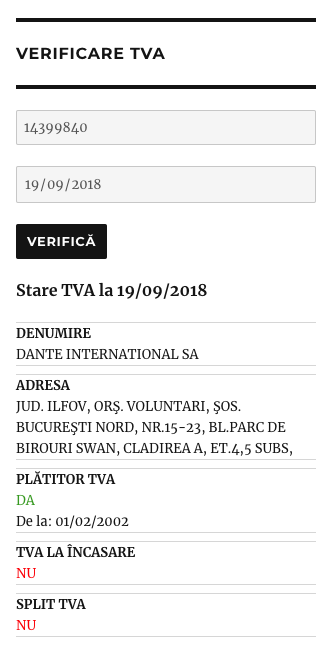 VERIFICARE TVA
14399840
19/09/2018
VERIFICĂ
Stare TVA la 19/09/2018
DENUMIRE
DANTE INTERNATIONAL SA
ADRESA
JUD. ILFOV, ORŞ. VOLUNTARI, ŞOS.
BUCUREŞTI NORD, NR.15-23, BL.PARC DE
BIROURI SWAN, CLADIREA A, ET.4,5 SUBS,
PLĂTITOR TVA
DA
De la: 01/02/2002
TVA LA ÎNCASARE
NU
SPLIT TVA
NU